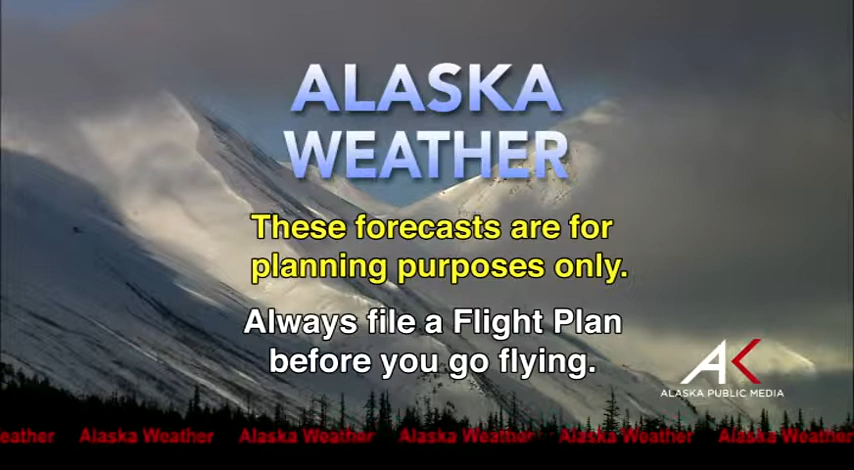 ALASKA
WEATHER
These forecasts are for
planning purposes only.
Always file a Flight Plan
before you go flying.
AK
ALASKA PUBLIC MEDIA
eather Alaska Weather Alaska Weather Alaska Weather Alaska Weather Alaska Weather